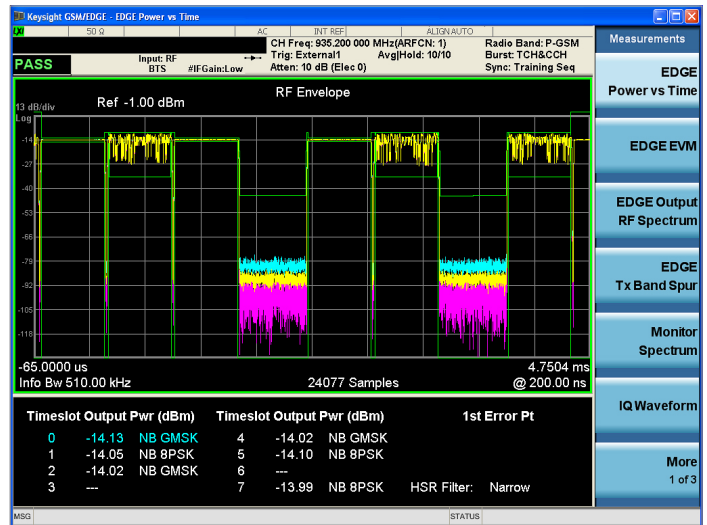 Keysight GSM/EDGE - EDGE Power vs Time
LXI
50 Ω
AC
INT REF
ALIGN AUTO
CH Freq: 935.200 000 MHz(ARFCN: 1)
Radio Band: P-GSM
PASS
Input: RF
Trig: External1
Avg|Hold: 10/10
Burst: TCH&CCH
BTS
#IFGain:Low
Atten: 10 dB (Elec 0)
Sync: Training Seq
RF Envelope
13 dB/div
Ref -1.00 dBm
Log
-14
-27
-40
-53
-66
-79
-92
-105
-118
-65.0000 us
4.7504 ms
Info Bw 510.00 kHz
24077 Samples
@ 200.00 ns
Timeslot Output Pwr (dBm)
Timeslot Output Pwr (dBm)
1st Error Pt
0 -14.13 NB GMSK
4 -14.02 NB GMSK
1 -14.05 NB 8PSK
5 -14.10 NB 8PSK
2 -14.02 NB GMSK
6 ---
3 ---
7 -13.99 NB 8PSK
HSR Filter: Narrow
MSG
STATUS
Measurements
EDGE
Power vs Time
EDGE EVM
EDGE Output
RF Spectrum
EDGE
Tx Band Spur
Monitor
Spectrum
IQ Waveform
More
1 of 3